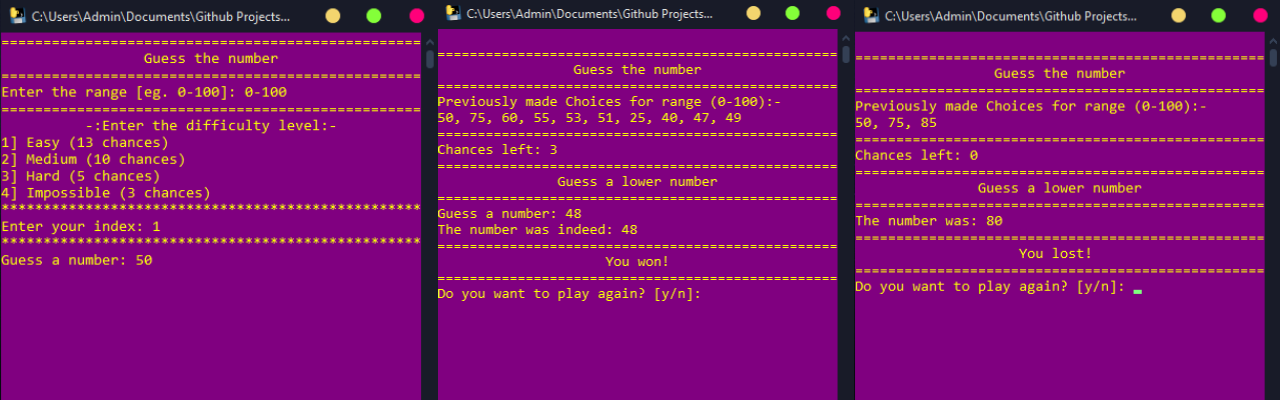 C:\Users\Admin\Documents\Github Projects...
==================================================
Guess the number
==================================================
Enter the range [eg. 0-100]: 0-100
==================================================
-:Enter the difficulty level:-
1] Easy (13 chances)
2] Medium (10 chances)
3] Hard (5 chances)
4] Impossible (3 chances)
**************************************************
Enter your index: 1
**************************************************
Guess a number: 50
C:\Users\Admin\Documents\Github Projects...
==================================================
Guess the number
==================================================
Previously made Choices for range (0-100):-
50, 75, 60, 55, 53, 51, 25, 40, 47, 49
==================================================
Chances left: 3
==================================================
Guess a lower number
==================================================
Guess a number: 48
The number was indeed: 48
==================================================
You won!
==================================================
Do you want to play again? [y/n]:
C:\Users\Admin\Documents\Github Projects...
==================================================
Guess the number
==================================================
Previously made Choices for range (0-100):-
50, 75, 85
==================================================
Chances left: 0
==================================================
Guess a lower number
==================================================
The number was: 80
==================================================
You lost!
==================================================
Do you want to play again? [y/n]: